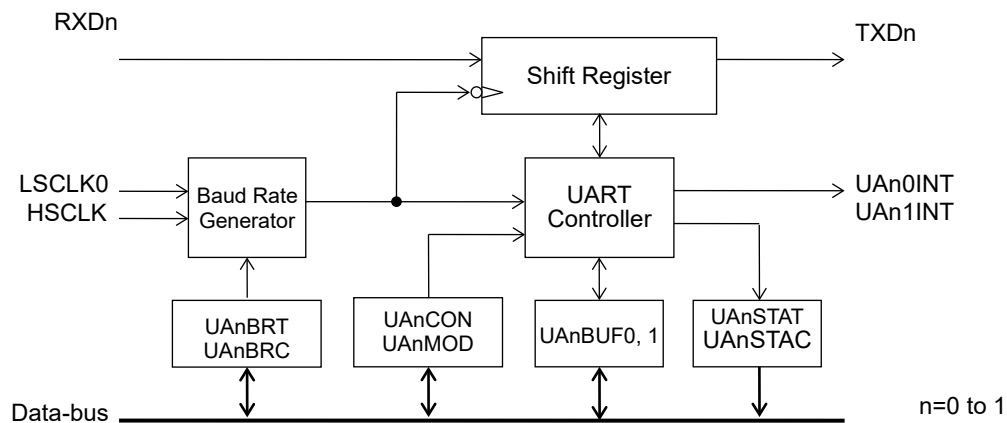 RXDn
TXDn
Shift Register
LSCLK0
HSCLK
Baud Rate
Generator
UART
Controller
UAn0INT
UAn1INT
UAnBRT
UAnBRC
UAnCON
UAnMOD
UAnBUF0, 1
UAnSTAT
UAnSTAC
Data-bus
n=0 to 1